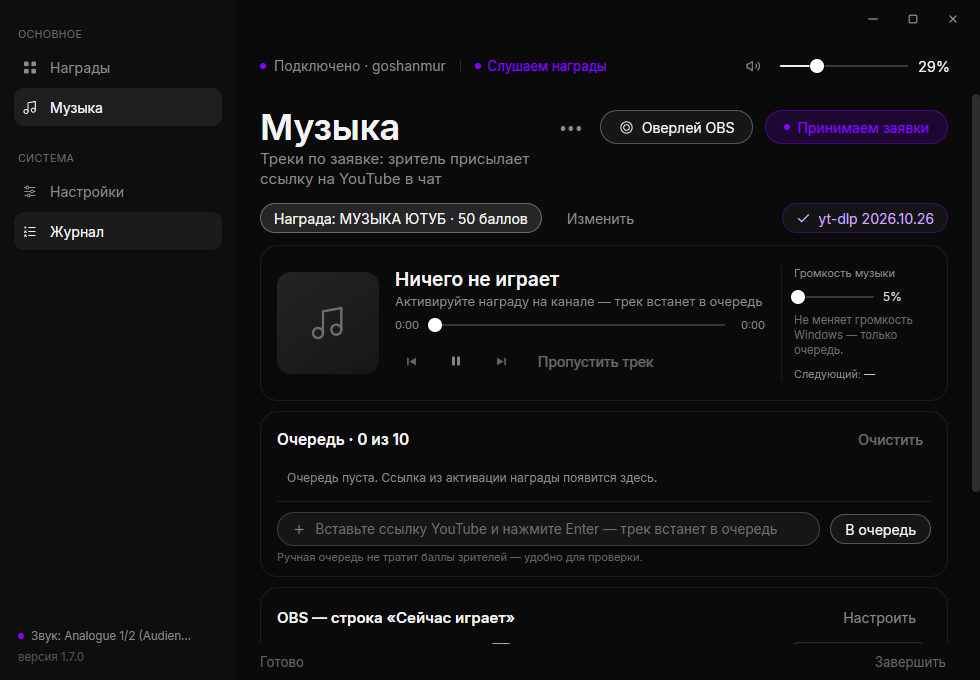 ОСНОВНОЕ
Награды
Музыка
СИСТЕМА
Настройки
Журнал
Звук: Analogue 1/2 (Audien...
версия 1.7.0
Подключено · goshanmur
Слушаем награды
29%
Музыка
Треки по заявке: зритель присылает
ссылку на YouTube в чат
Оверлей OBS
Принимаем заявки
Награда: МУЗЫКА ЮТУБ · 50 баллов
Изменить
yt-dlp 2026.10.26
Ничего не играет
Активируйте награду на канале — трек встанет в очередь
0:00
0:00
Пропустить трек
Громкость музыки
5%
Не меняет громкость
Windows — только
очередь.
Следующий: —
Очередь · 0 из 10
Очистить
Очередь пуста. Ссылка из активации награды появится здесь.
+ Вставьте ссылку YouTube и нажмите Enter — трек встанет в очередь
В очередь
Ручная очередь не тратит баллы зрителей — удобно для проверки.
OBS — строка «Сейчас играет»
Настроить
Готово
Завершить